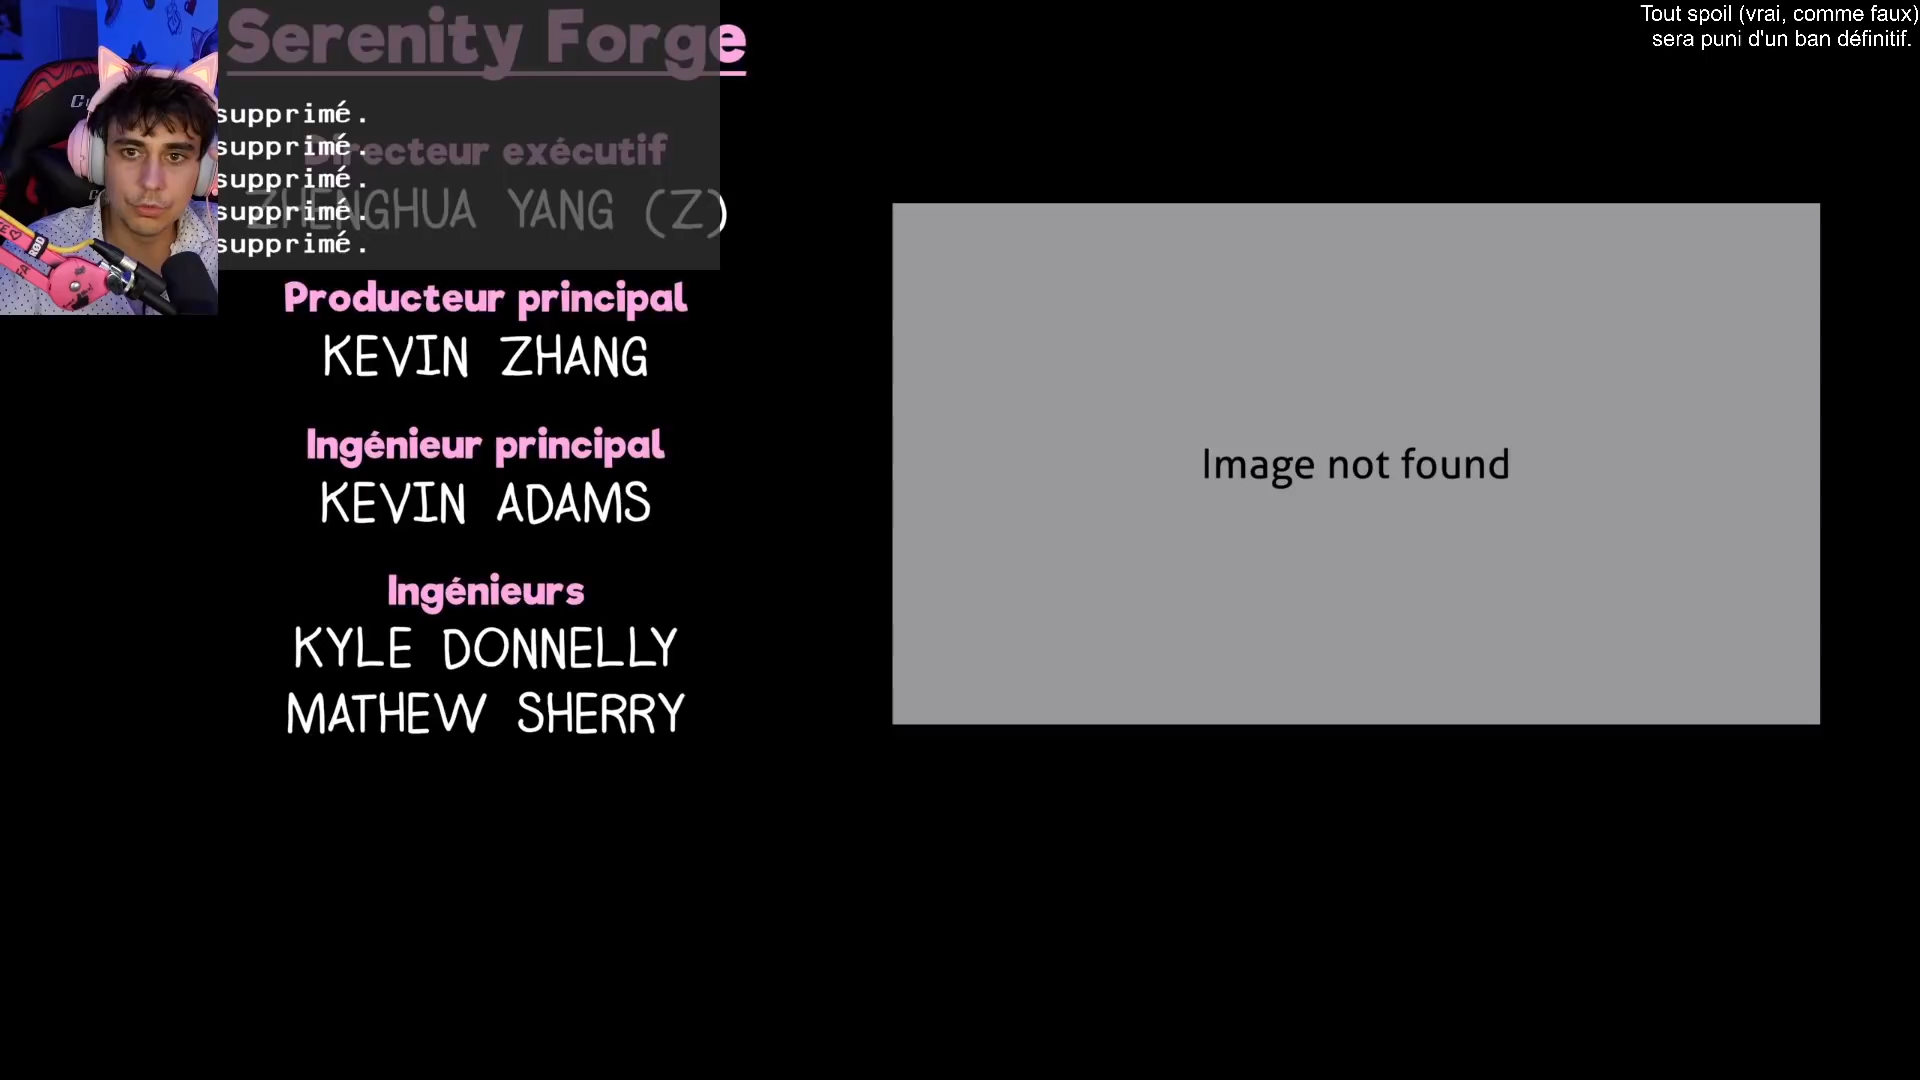 Tout spoil (vrai, comme faux)
sera puni d'un ban définitif.
Serenity Forge
supprimé.
supprimé.
supprimé.
supprimé.
supprimé.
Directeur exécutif
ZHENGHUA YANG (Z)
Producteur principal
KEVIN ZHANG
Ingénieur principal
KEVIN ADAMS
Ingénieurs
KYLE DONNELLY
MATHEW SHERRY
Image not found